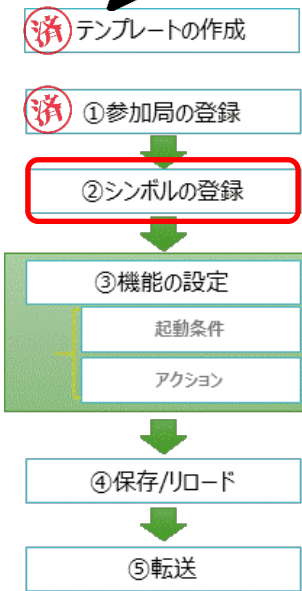 済 テンプレートの作成
済 ①参加局の登録
②シンボルの登録
③機能の設定
起動条件
アクション
④保存/リロード
⑤転送